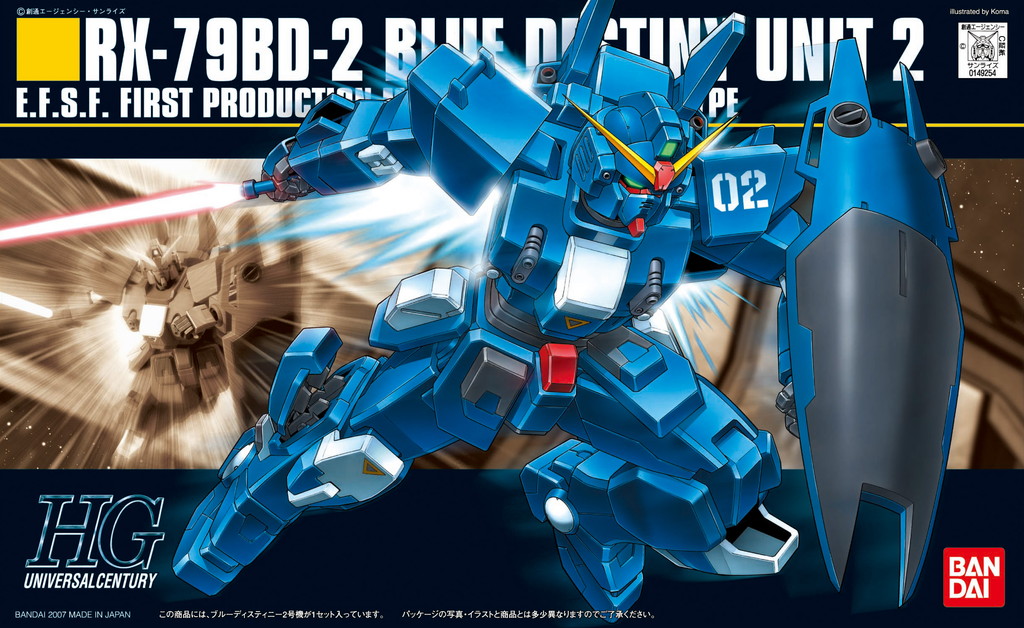 ©創通エージェンシー・サンライズ
illustrated by Koma
RX-79BD-2 BLUE DESTINY UNIT 2
E.F.S.F. FIRST PRODUCTION
創通エージェンシー
サンライズ
0149254
02
HG
UNIVERSAL CENTURY
BAN
DAI
BANDAI 2007 MADE IN JAPAN
この商品には、ブルーディスティニー2号機が1セット入っています。
パッケージの写真・イラストと商品とは多少異なりますのでご了承ください。